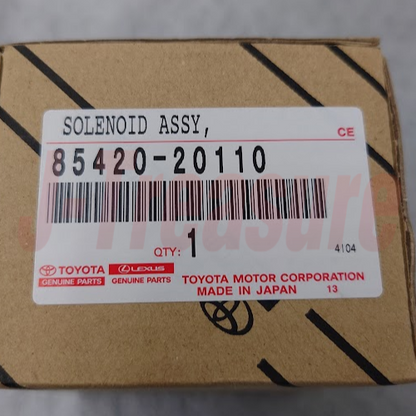 SOLENOID ASSY,
CE
85420-20110
J-Treasure
QTY: 1
4104
TOYOTA LEXUS
GENUINE PARTS GENUINE PARTS
TOYOTA MOTOR CORPORATION
MADE IN JAPAN 13